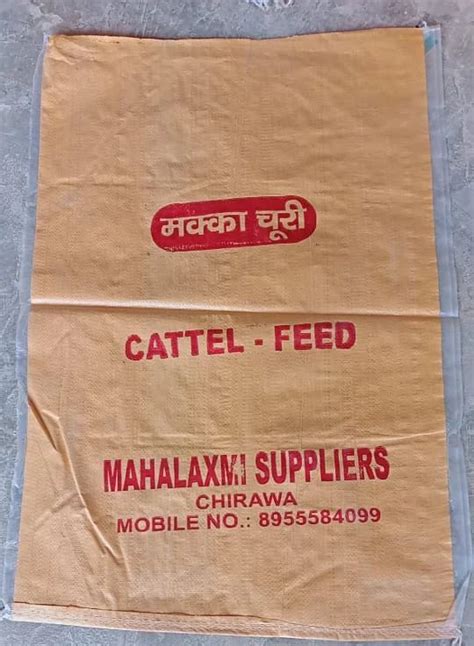 मक्का चूरी
CATTEL - FEED
MAHALAXMI SUPPLIERS
CHIRAWA
MOBILE NO.: 8955584099